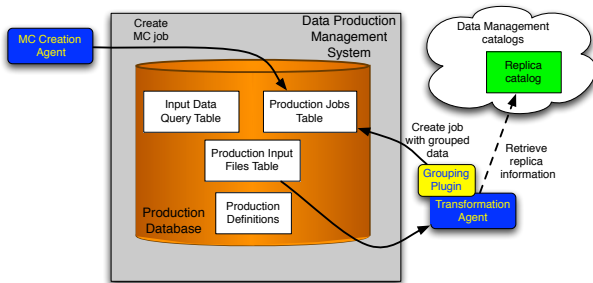 MC Creation
Agent
Create
MC job
Data Production
Management
System
Data Management
catalogs
Replica
catalog
Input Data
Query Table
Production Jobs
Table
Production Input
Files Table
Production
Definitions
Production
Database
Create job
with grouped
data
Retrieve
replica
information
Grouping
Plugin
Transformation
Agent